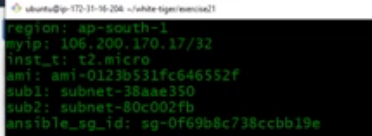 ubuntu@ip-172-31-16-204: ~/white-tiger/exercise21
region: ap-south-1
myip: 106.200.170.17/32
inst_t: t2.micro
ami: ami-0123b531fc646552f
sub1: subnet-38aae350
sub2: subnet-80c002fb
ansible_sg_id: sg-0f69b8c738ccbb19e